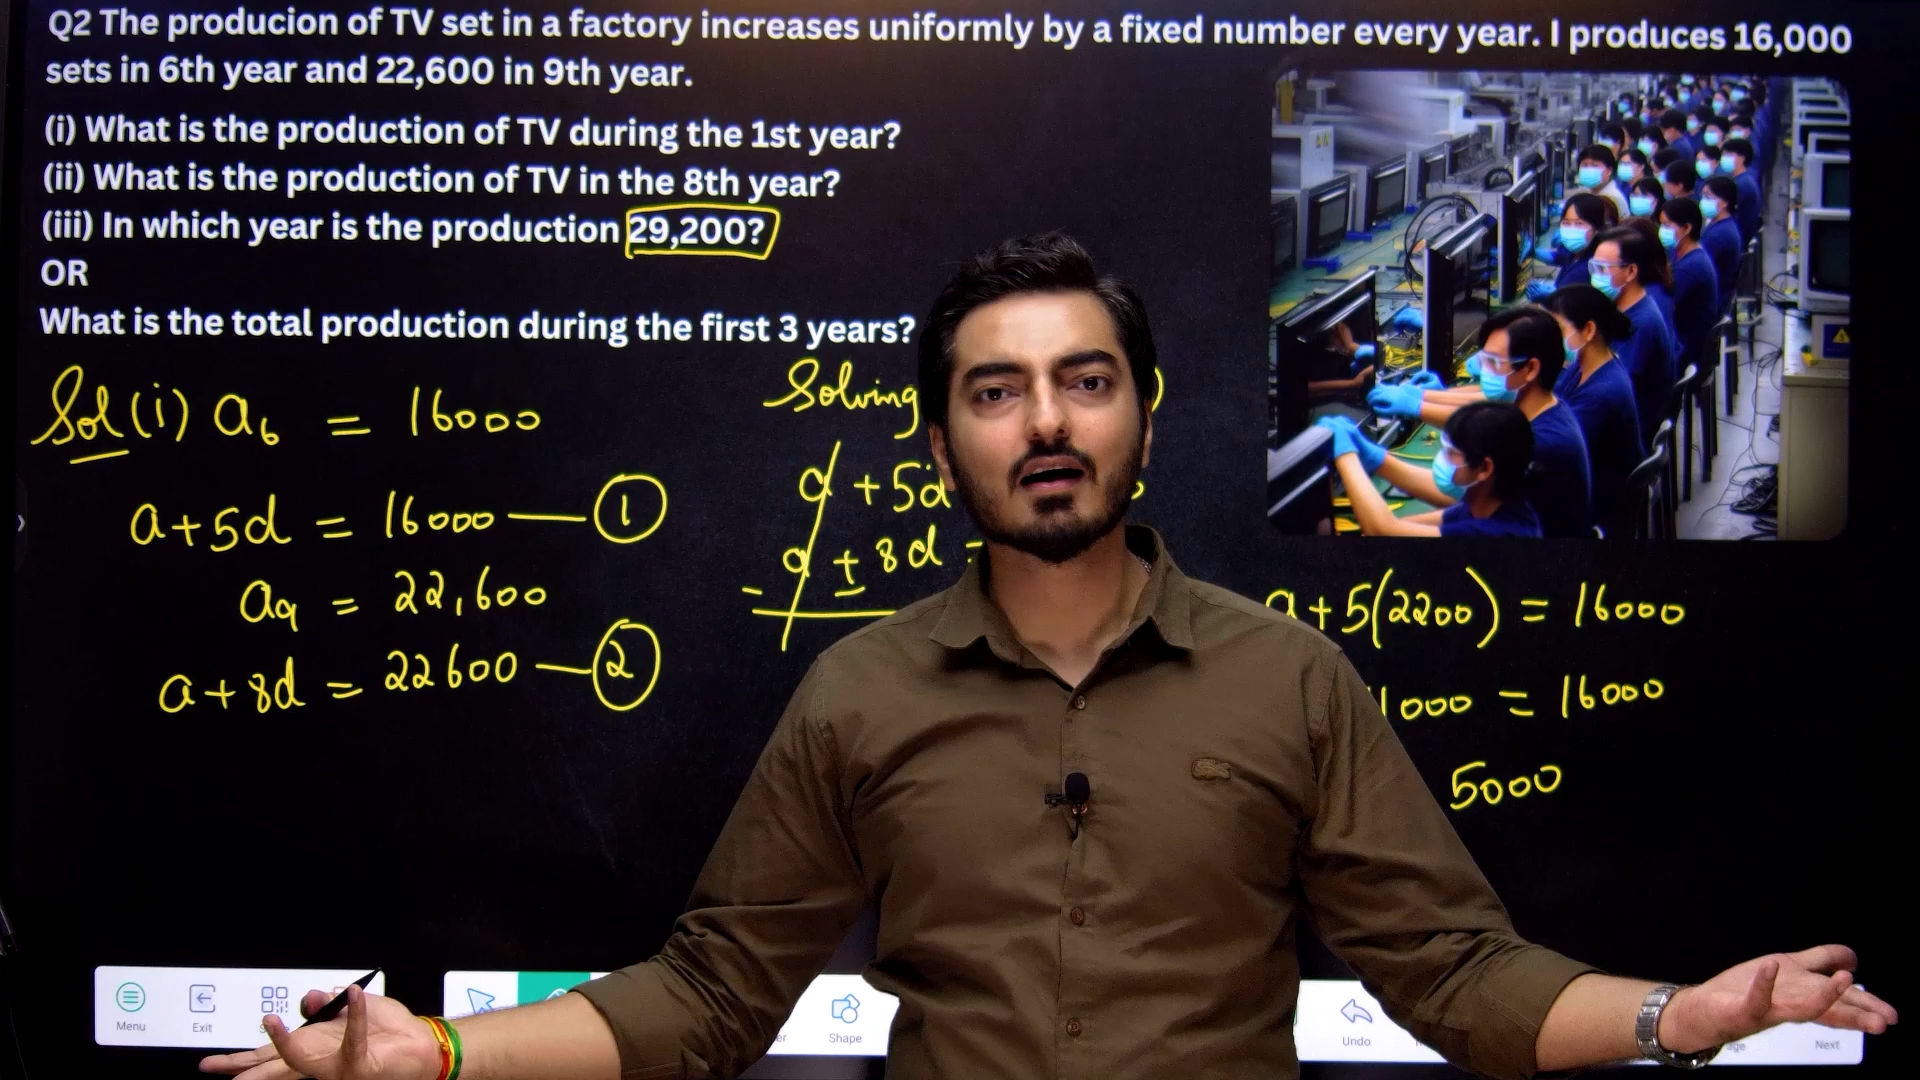 Q2 The producion of TV set in a factory increases uniformly by a fixed number every year. I produces 16,000
sets in 6th year and 22,600 in 9th year.
(i) What is the production of TV during the 1st year?
(ii) What is the production of TV in the 8th year?
(iii) In which year is the production 29,200?
OR
What is the total production during the first 3 years?
Sol (i) a₆ = 16000
a+5d = 16000 — 1
a₉ = 22,600
a+8d = 22600 — 2
Solving
a + 5d
a + 8d =
-
a + 5(2200) = 16000
1000 = 16000
5000
Menu
Exit
Shape
Undo
Next